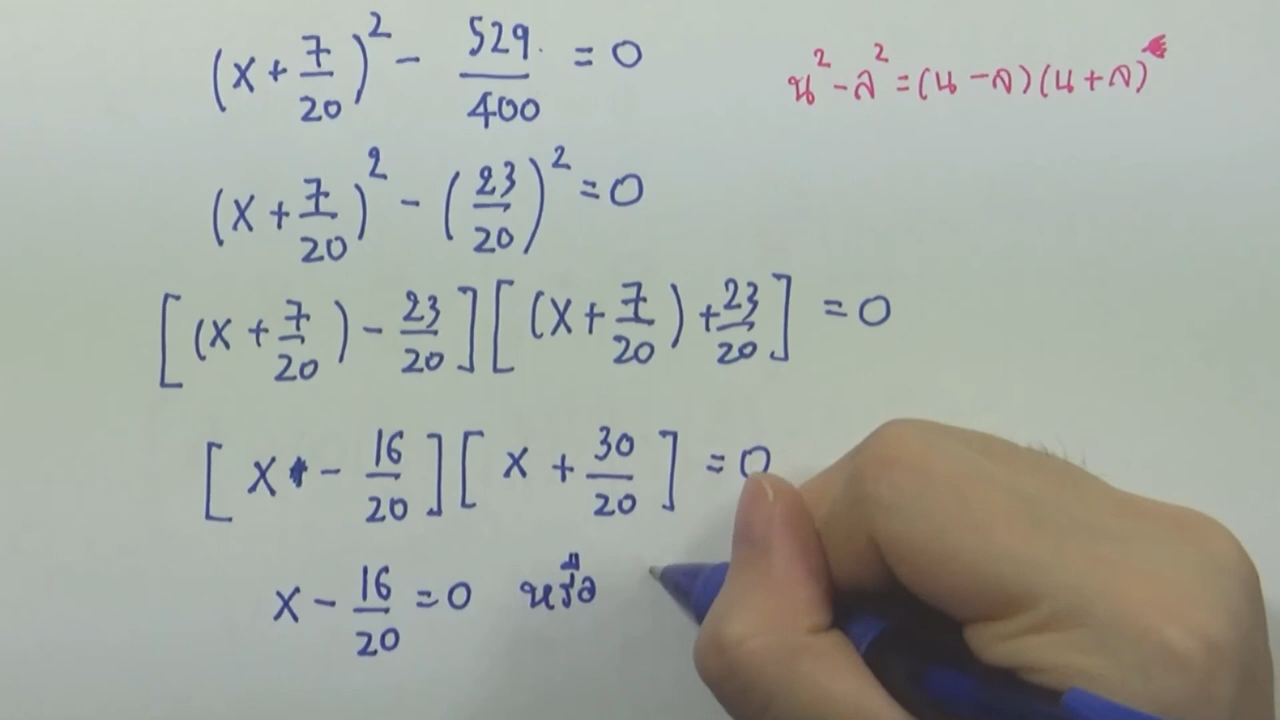 (x + 7/20)² - 529/400 = 0
น² - ล² = (น - ล)(น + ล)
(x + 7/20)² - (23/20)² = 0
[(x + 7/20) - 23/20][(x + 7/20) + 23/20] = 0
[x - 16/20][x + 30/20] = 0
x - 16/20 = 0 หรือ